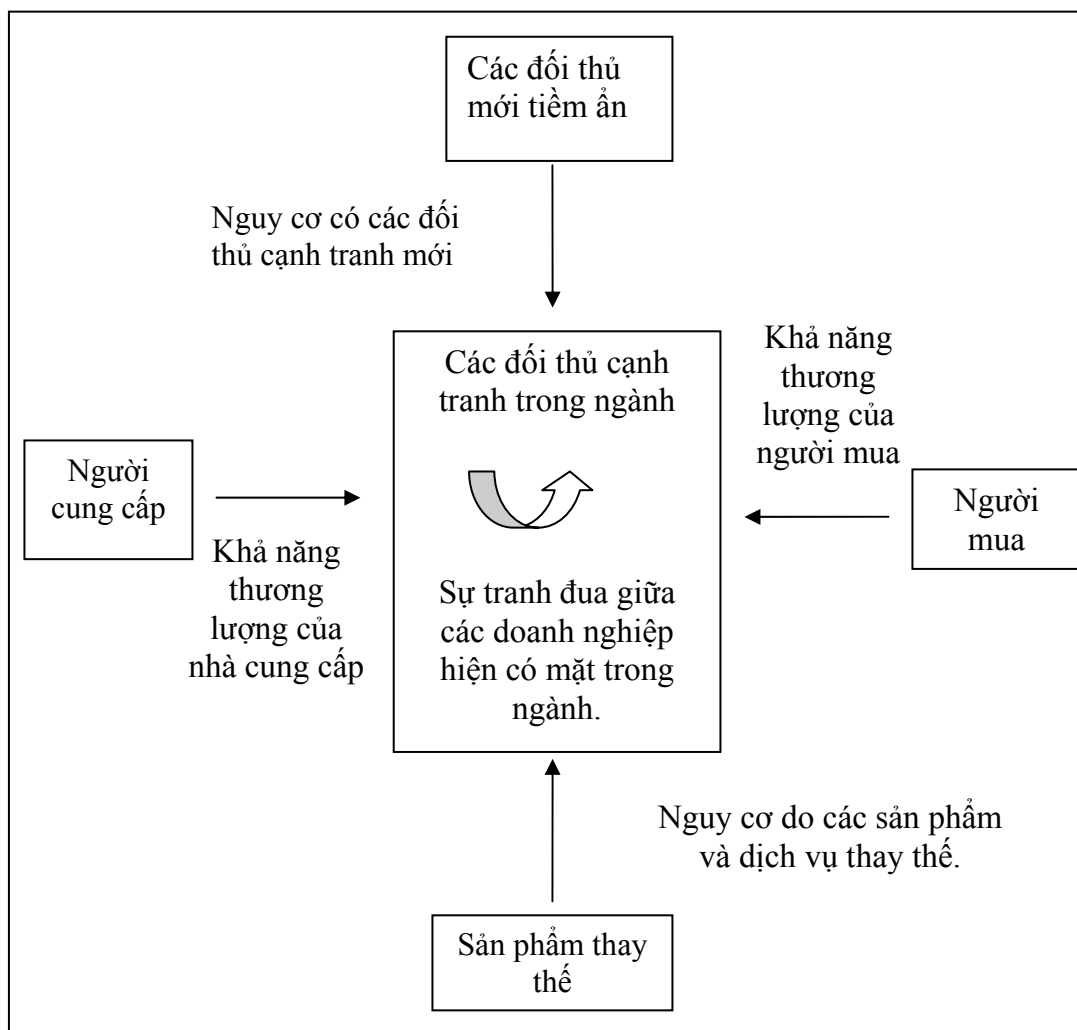 Các đối thủ
mới tiềm ẩn
Nguy cơ có các đối
thủ cạnh tranh mới
Các đối thủ cạnh
tranh trong ngành
Khả năng
thương
lượng của
người mua
Người
cung cấp
Người
mua
Khả năng
thương
lượng của
nhà cung cấp
Sự tranh đua giữa
các doanh nghiệp
hiện có mặt trong
ngành.
Nguy cơ do các sản phẩm
và dịch vụ thay thế.
Sản phẩm thay
thế